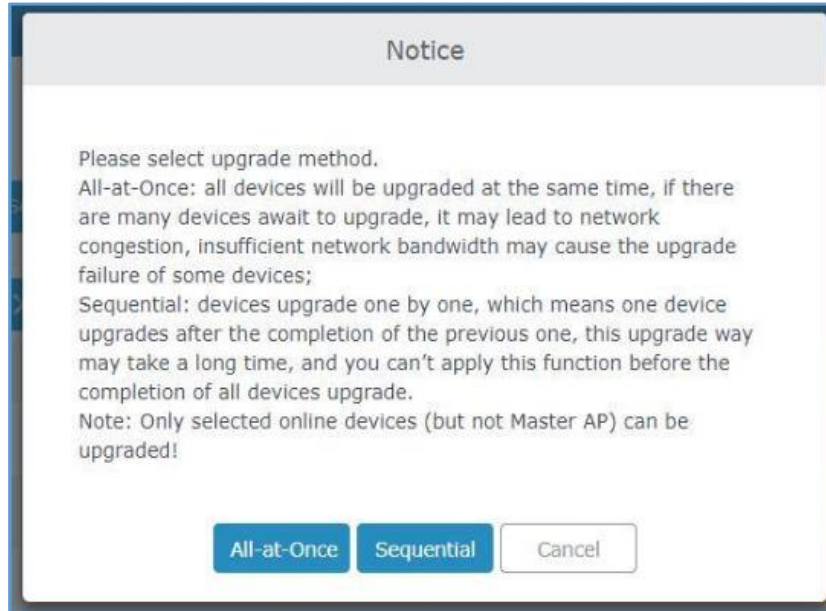 Notice
Please select upgrade method.
All-at-Once: all devices will be upgraded at the same time, if there
are many devices await to upgrade, it may lead to network
congestion, insufficient network bandwidth may cause the upgrade
failure of some devices;
Sequential: devices upgrade one by one, which means one device
upgrades after the completion of the previous one, this upgrade way
may take a long time, and you can’t apply this function before the
completion of all devices upgrade.
Note: Only selected online devices (but not Master AP) can be
upgraded!
All-at-Once Sequential Cancel